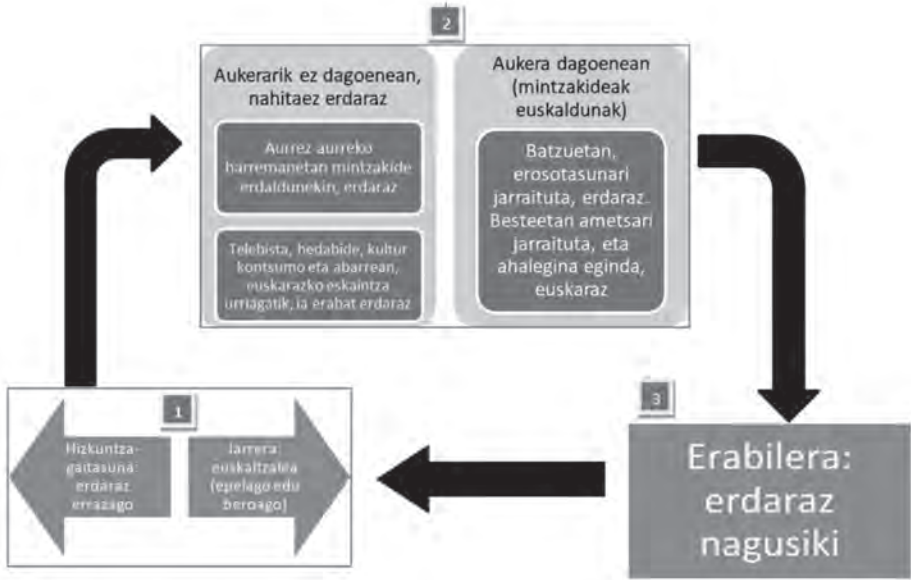 2
Aukerarik ez dagoenean,
nahitaez erdaraz
Aurrez aurreko
harremanetan mintzakide
erdaldunekin, erdaraz
Telebista, hedabide, kultur
kontsumo eta abarrean,
euskarazko eskaintza
urriagatik, ia erabat erdaraz
Aukera dagoenean
(mintzakideak
euskaldunak)
Batzuetan,
erosotasunari
jarraituta, erdaraz.
Besteetan ametsari
jarraituta, eta
ahalegina eginda,
euskaraz
1
Hizkuntza-
gaitasuna:
erdaraz
errazago
Jarrera:
euskaltzalea
(epelago edu
beroago)
3
Erabilera:
erdaraz
nagusiki